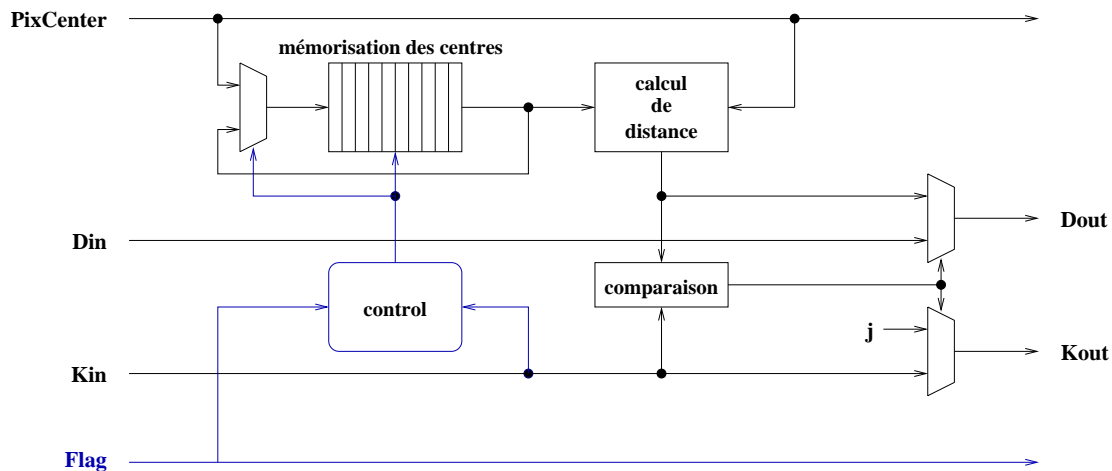 PixCenter
mémorisation des centres
calcul
de
distance
Din
Dout
comparaison
control
j
Kin
Kout
Flag